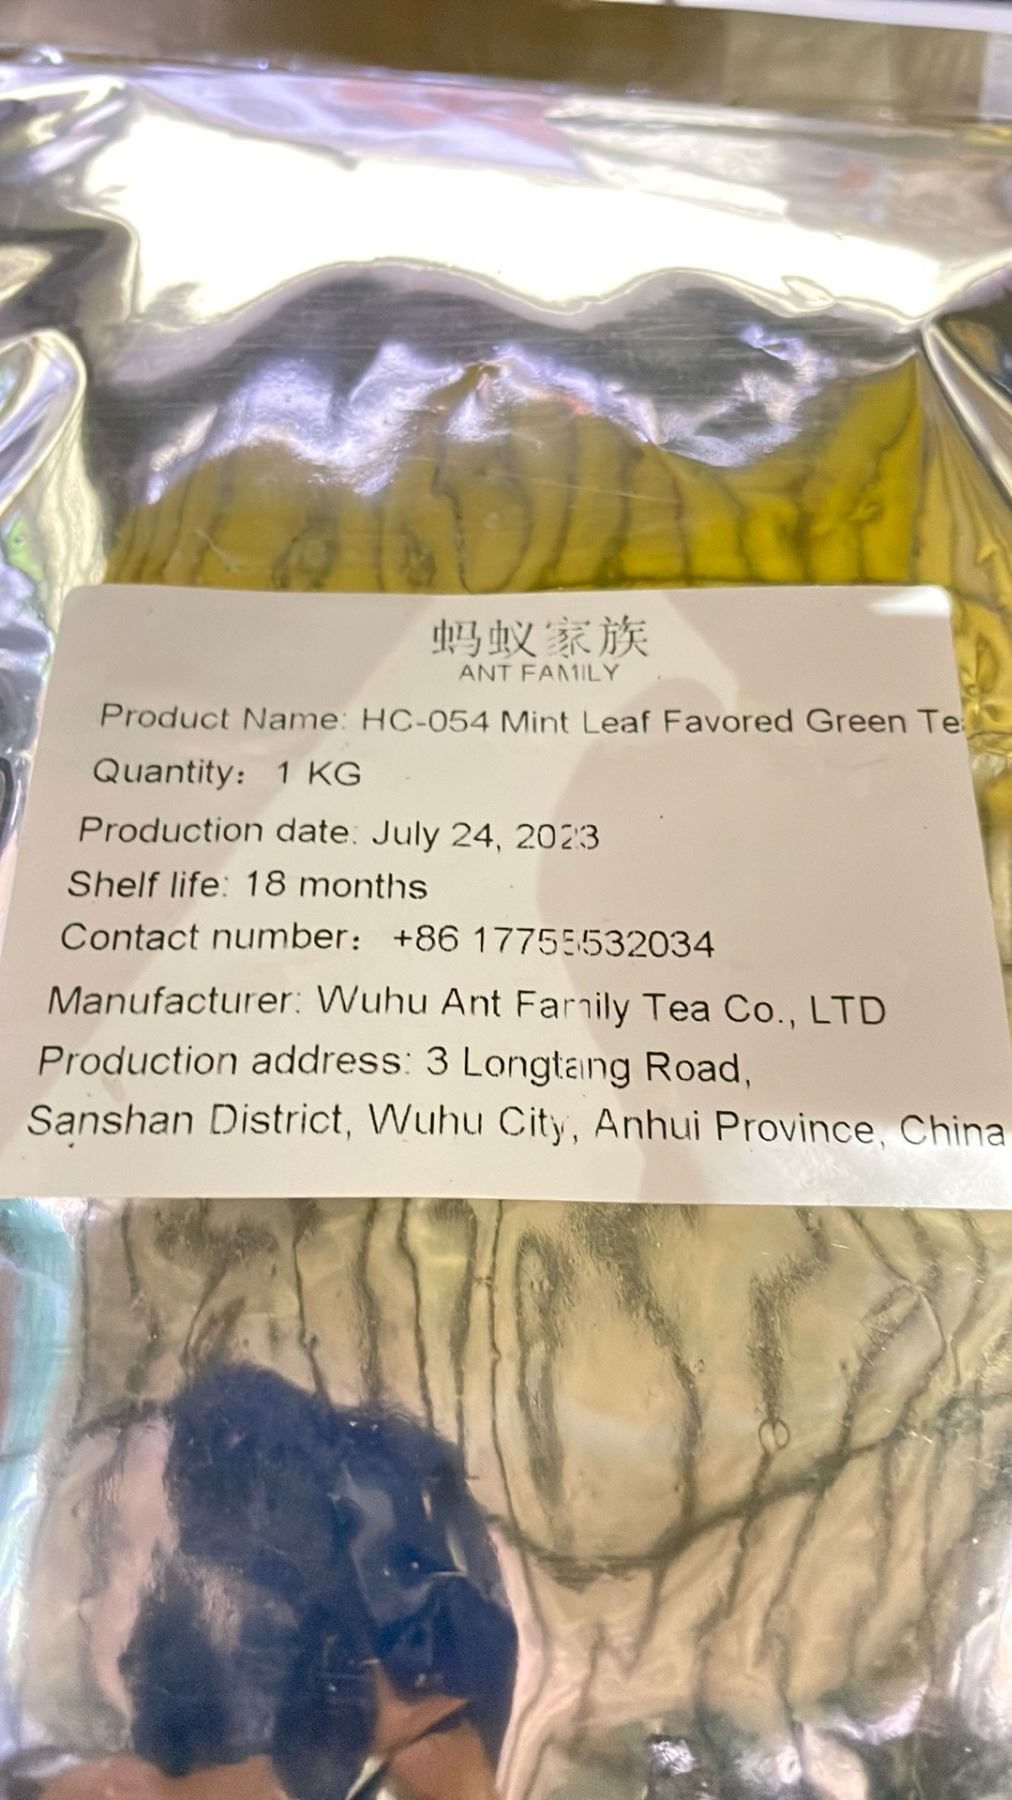 蚂蚁家族
ANT FAMILY
Product Name: HC-054 Mint Leaf Favored Green Te
Quantity： 1 KG
Production date: July 24, 2023
Shelf life: 18 months
Contact number： +86 17755532034
Manufacturer: Wuhu Ant Family Tea Co., LTD
Production address: 3 Longtang Road,
Sanshan District, Wuhu City, Anhui Province, China